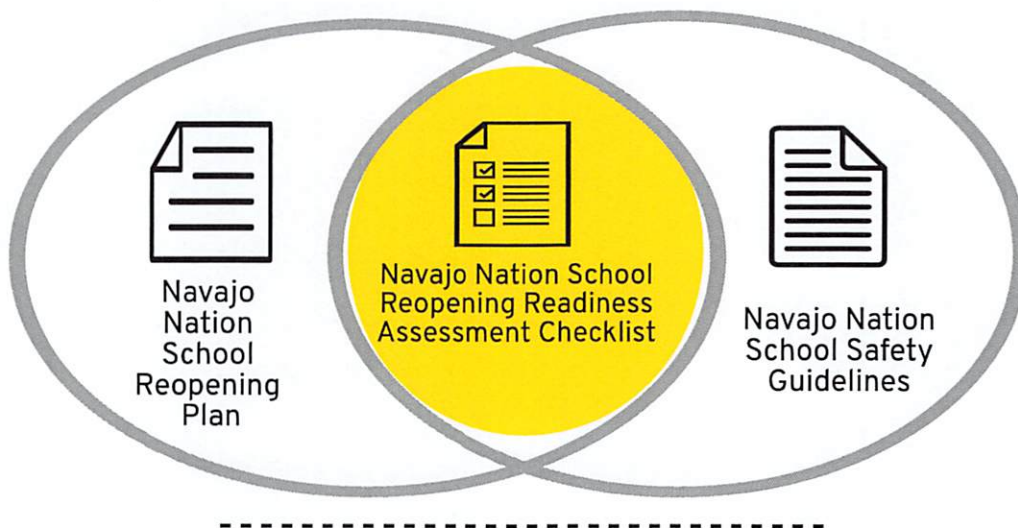 Navajo
Nation
School
Reopening
Plan
Navajo Nation School
Reopening Readiness
Assessment Checklist
Navajo Nation
School Safety
Guidelines